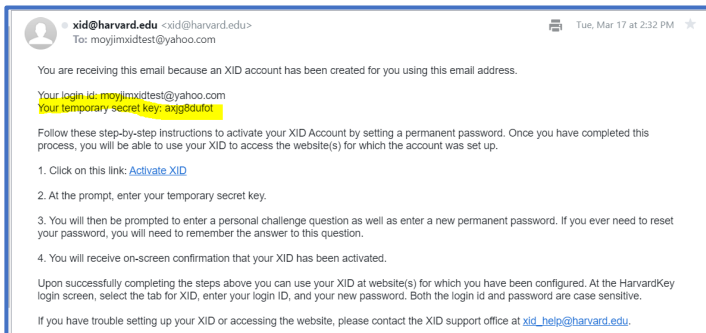 xid@harvard.edu <xid@harvard.edu>
Tue, Mar 17 at 2:32 PM
To: moyjimxidtest@yahoo.com
You are receiving this email because an XID account has been created for you using this email address.
Your login id: moyjimxidtest@yahoo.com
Your temporary secret key: axjg8dufot
Follow these step-by-step instructions to activate your XID Account by setting a permanent password. Once you have completed this
process, you will be able to use your XID to access the website(s) for which the account was set up.
1. Click on this link: Activate XID
2. At the prompt, enter your temporary secret key.
3. You will then be prompted to enter a personal challenge question as well as enter a new permanent password. If you ever need to reset
your password, you will need to remember the answer to this question.
4. You will receive on-screen confirmation that your XID has been activated.
Upon successfully completing the steps above you can use your XID at website(s) for which you have been configured. At the HarvardKey
login screen, select the tab for XID, enter your login ID, and your new password. Both the login id and password are case sensitive.
If you have trouble setting up your XID or accessing the website, please contact the XID support office at xid_help@harvard.edu.